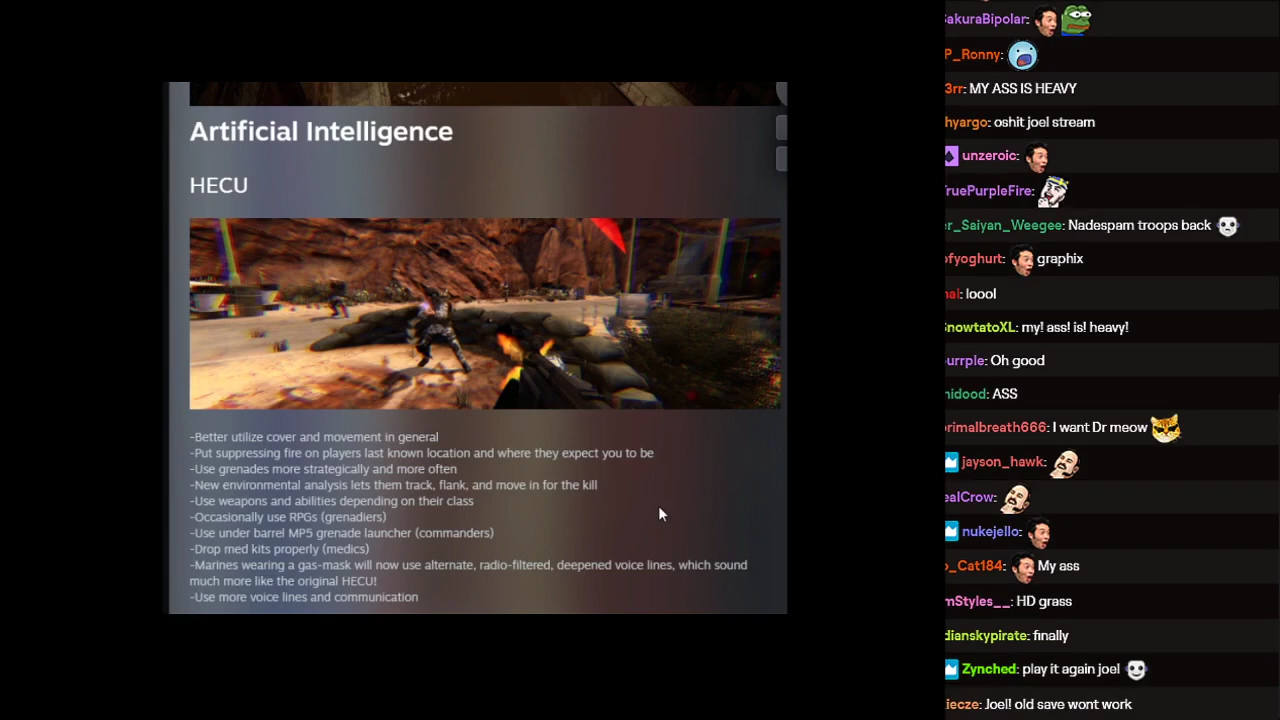 Artificial Intelligence
HECU
-Better utilize cover and movement in general
-Put suppressing fire on players last known location and where they expect you to be
-Use grenades more strategically and more often
-New environmental analysis lets them track, flank, and move in for the kill
-Use weapons and abilities depending on their class
-Occasionally use RPGs (grenadiers)
-Use under barrel MP5 grenade launcher (commanders)
-Drop med kits properly (medics)
-Marines wearing a gas-mask will now use alternate, radio-filtered, deepened voice lines, which sound
much more like the original HECU!
-Use more voice lines and communication
SakuraBipolar:
P_Ronny:
3rr: MY ASS IS HEAVY
hyargo: oshit joel stream
unzeroic:
TruePurpleFire:
er_Saiyan_Weegee: Nadespam troops back
ofyoghurt: graphix
: loool
SnowtatoXL: my! ass! is! heavy!
purrple: Oh good
nidood: ASS
primalbreath666: I want Dr meow
jayson_hawk:
ealCrow:
nukejello:
o_Cat184: My ass
mStyles__: HD grass
dianskypirate: finally
Zynched: play it again joel
iecze: Joel! old save wont work